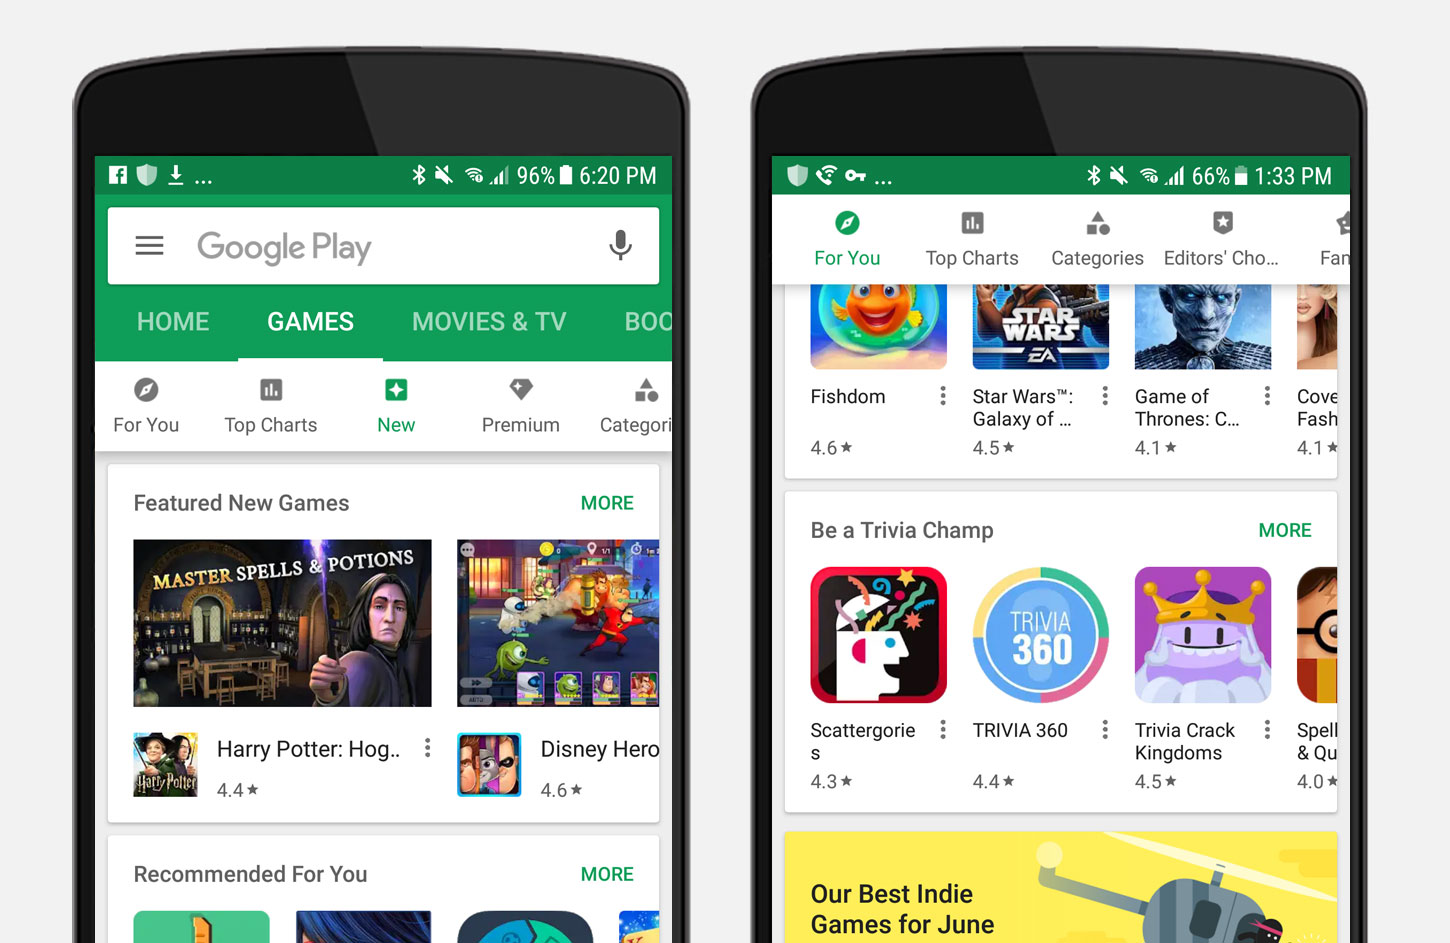 ... 96% 6:20 PM
Google Play
HOME GAMES MOVIES & TV BOO
For You Top Charts New Premium Categori
Featured New Games MORE
MASTER SPELLS & POTIONS
Harry Potter
Harry Potter: Hog..
4.4★
1/1
Disney Hero
4.6★
Recommended For You MORE
... 66% 1:33 PM
For You Top Charts Categories Editors' Cho... Fan
STAR
WARS
EA
Fishdom
4.6★
Star Wars™:
Galaxy of ...
4.5★
Game of
Thrones: C...
4.1★
Cove
Fash
4.1★
Be a Trivia Champ MORE
TRIVIA
360
Scattergorie
s
4.3★
TRIVIA 360
4.4★
Trivia Crack
Kingdoms
4.5★
Spell
& Qu
4.0★
Our Best Indie
Games for June